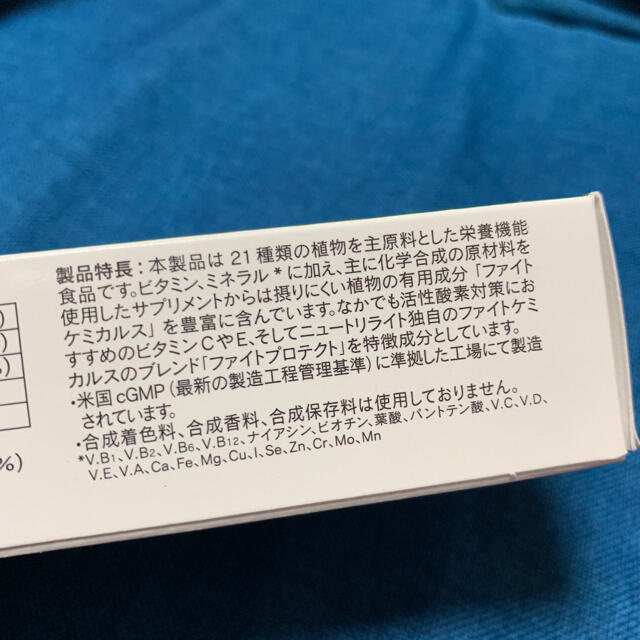 製品特長:本製品は21種類の植物を主原料とした栄養機能
食品です。ビタミン、ミネラル*に加え、主に化学合成の原材料を
使用したサプリメントからは摂りにくい植物の有用成分「ファイト
ケミカルス」を豊富に含んでいます。なかでも活性酸素対策にお
すすめのビタミンCやE、そしてニュートリライト独自のファイトケミ
カルスのブレンド「ファイトプロテクト」を特徴成分としています。
・米国cGMP(最新の製造工程管理基準)に準拠した工場にて製造
されています。
・合成着色料、合成香料、合成保存料は使用しておりません。
*V.B1、V.B2、V.B6、V.B12、ナイアシン、ビオチン、葉酸、パントテン酸、V.C、V.D、
V.E、V.A、Ca、Fe、Mg、Cu、I、Se、Zn、Cr、Mo、Mn
)
)
)
%)